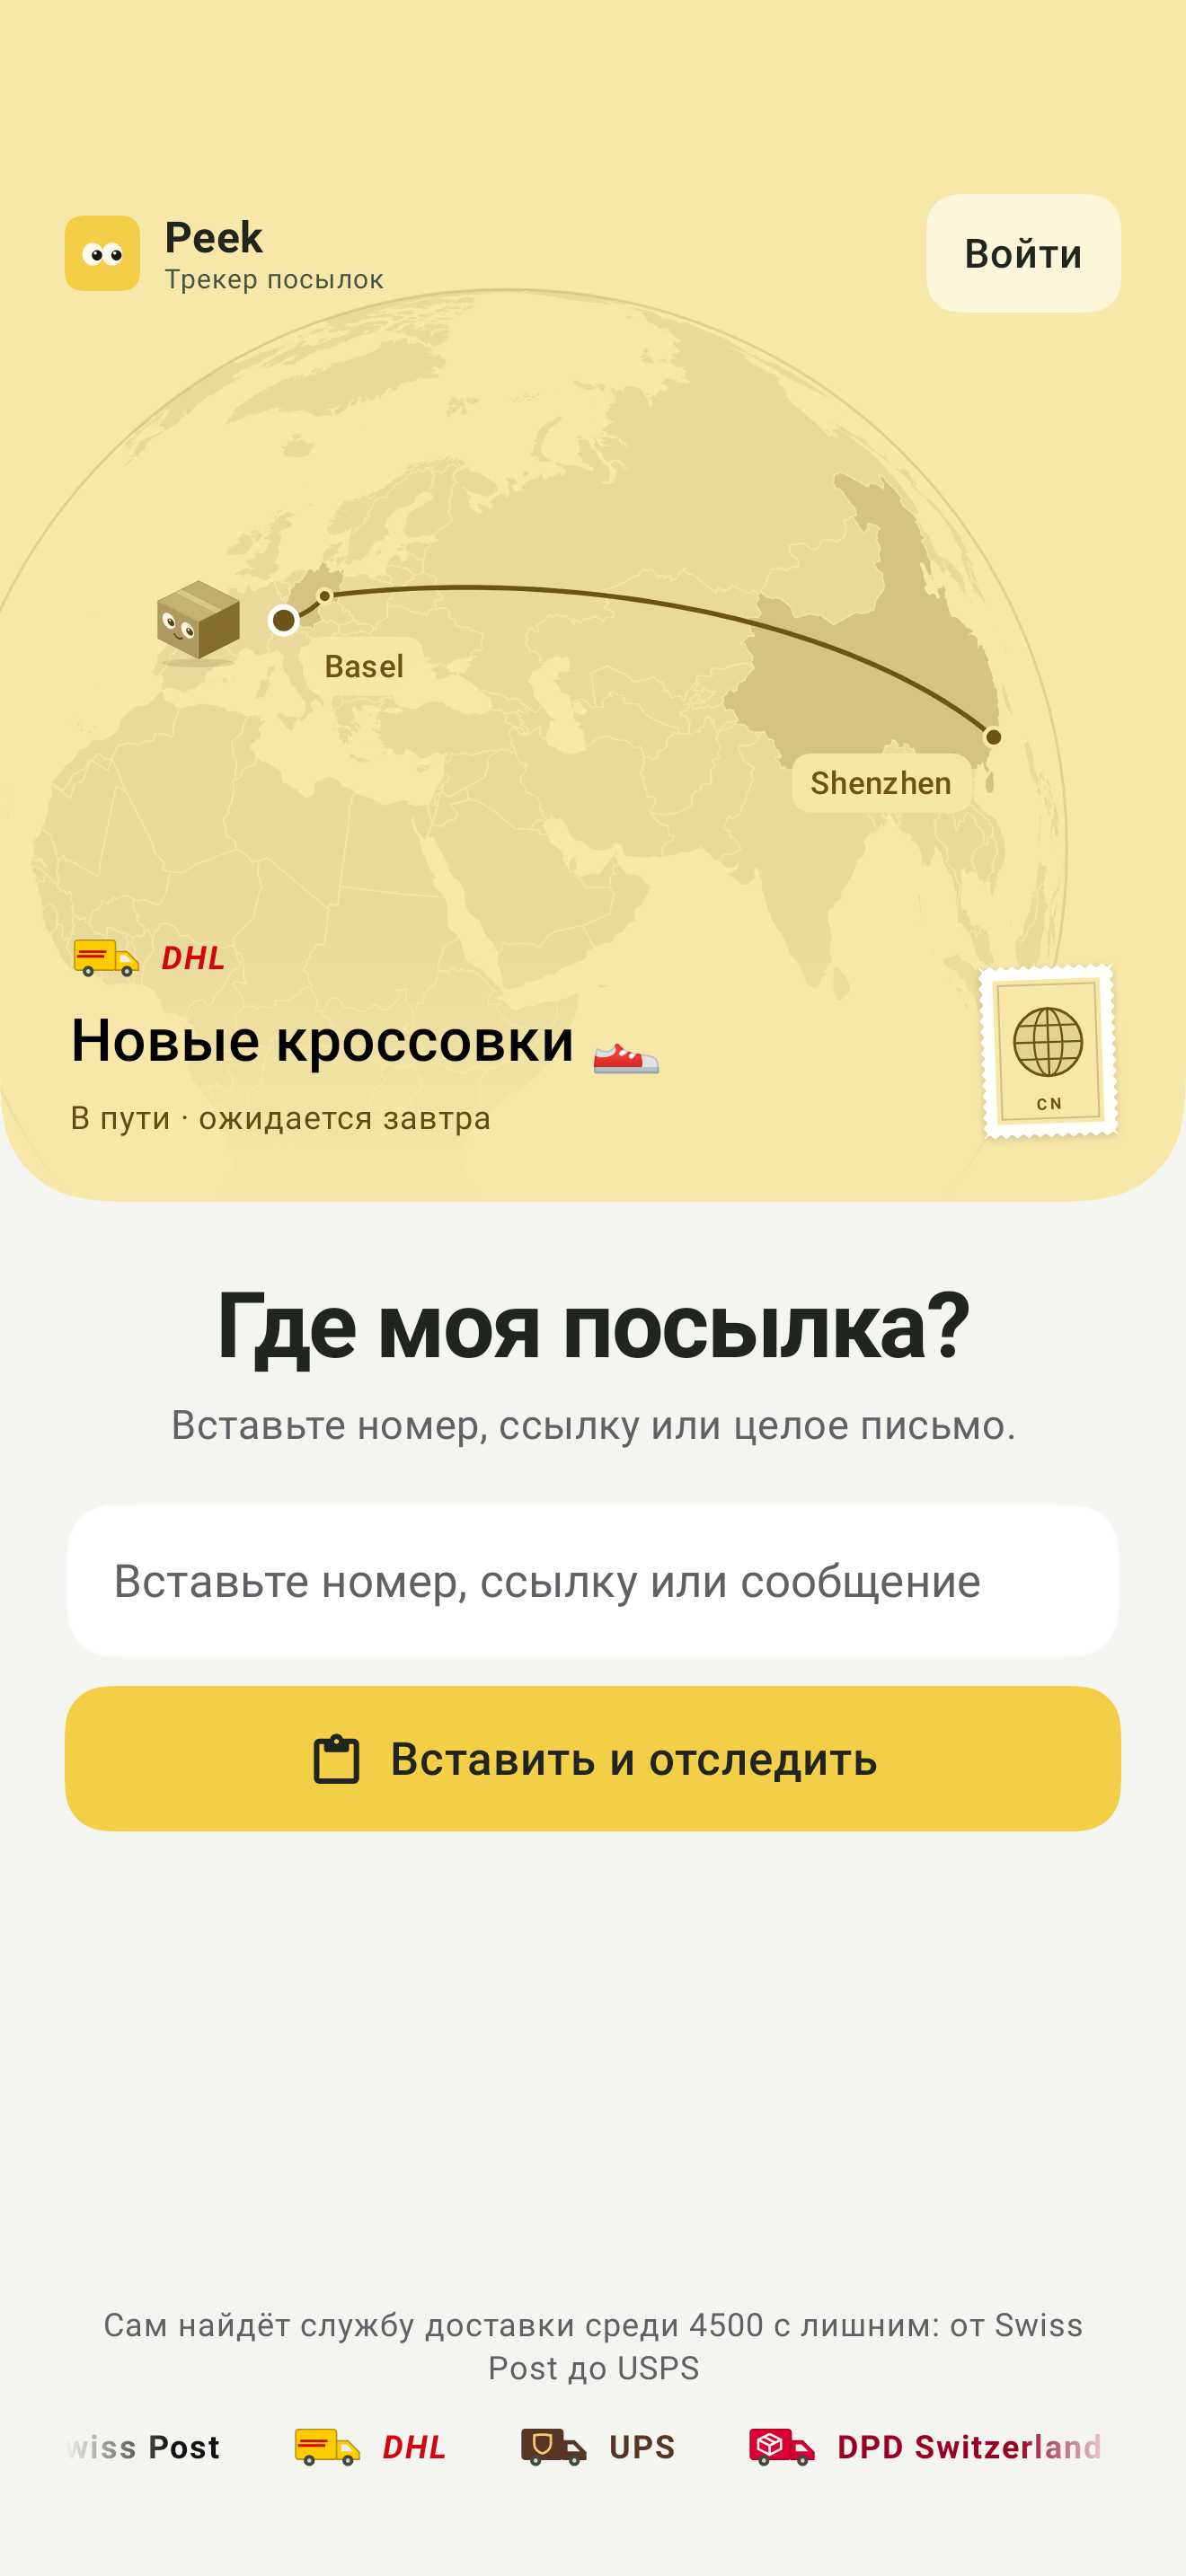 Peek
Трекер посылок
Войти
Basel
Shenzhen
DHL
Новые кроссовки
В пути · ожидается завтра
CN
Где моя посылка?
Вставьте номер, ссылку или целое письмо.
Вставьте номер, ссылку или сообщение
Вставить и отследить
Сам найдёт службу доставки среди 4500 с лишним: от Swiss
Post до USPS
wiss Post DHL UPS DPD Switzerland